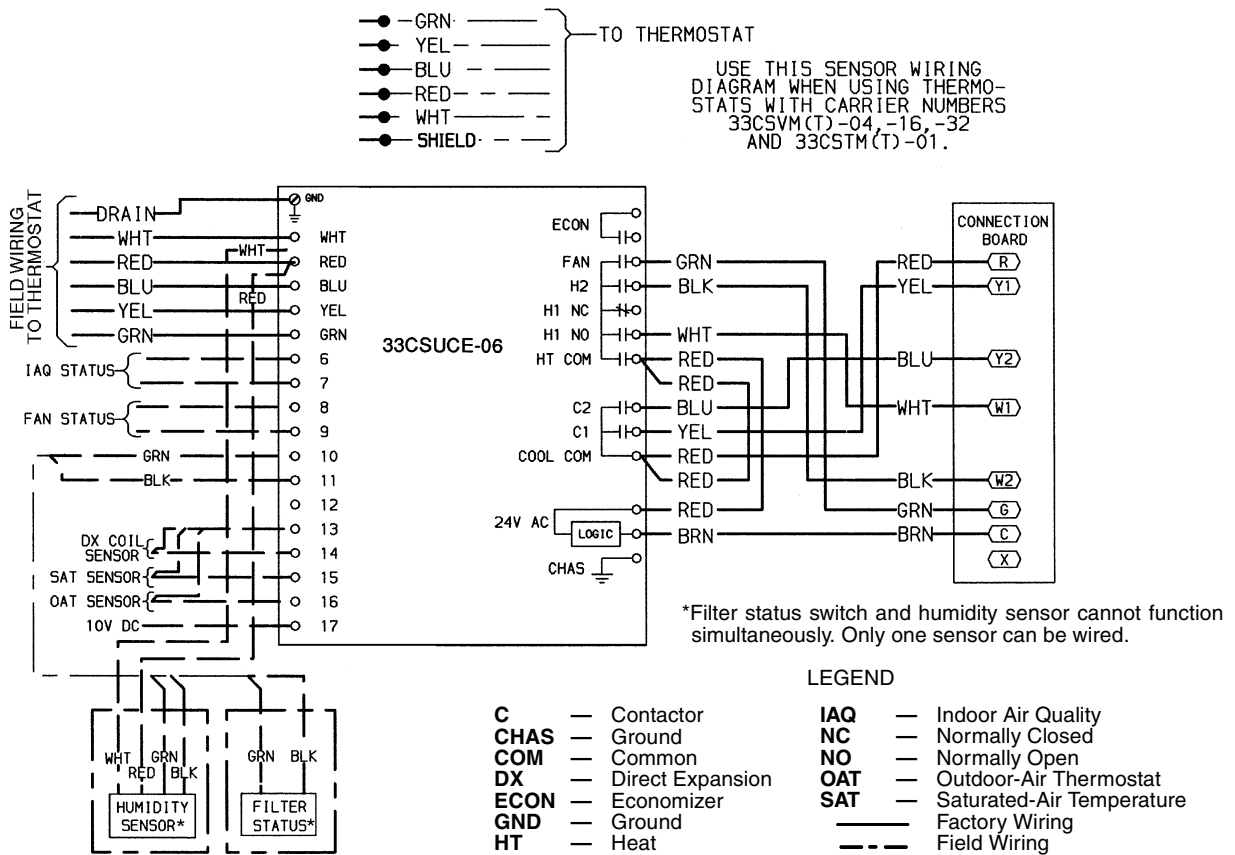 GRN
YEL
BLU
RED
WHT
SHIELD
TO THERMOSTAT
USE THIS SENSOR WIRING
DIAGRAM WHEN USING THERMO-
STATS WITH CARRIER NUMBERS
33CSVM(T)-04,-16,-32
AND 33CSTM(T)-01.
FIELD WIRING
TO THERMOSTAT
DRAIN
WHT
RED
BLU
YEL
GRN
WHT
RED
IAQ STATUS
FAN STATUS
GRN
BLK
DX COIL
SENSOR
SAT SENSOR
OAT SENSOR
10V DC
GND
WHT
RED
BLU
YEL
GRN
6
7
8
9
10
11
12
13
14
15
16
17
33CSUCE-06
ECON
FAN
H2
H1 NC
H1 NO
HT COM
C2
C1
COOL COM
24V AC
LOGIC
CHAS
GRN
BLK
WHT
RED
RED
BLU
YEL
RED
RED
RED
BRN
RED
YEL
BLU
WHT
BLK
GRN
BRN
CONNECTION
BOARD
R
Y1
Y2
W1
W2
G
C
X
*Filter status switch and humidity sensor cannot function
simultaneously. Only one sensor can be wired.
WHT
RED
GRN
BLK
HUMIDITY
SENSOR*
GRN
BLK
FILTER
STATUS*
LEGEND
C — Contactor
CHAS — Ground
COM — Common
DX — Direct Expansion
ECON — Economizer
GND — Ground
HT — Heat
IAQ — Indoor Air Quality
NC — Normally Closed
NO — Normally Open
OAT — Outdoor-Air Thermostat
SAT — Saturated-Air Temperature
Factory Wiring
Field Wiring